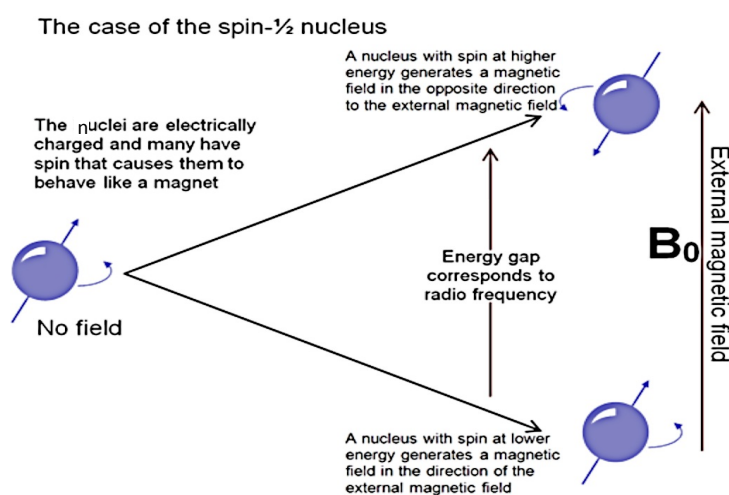 The case of the spin-½ nucleus
A nucleus with spin at higher
energy generates a magnetic
field in the opposite direction
to the external magnetic field
The nuclei are electrically
charged and many have
spin that causes them to
behave like a magnet
No field
Energy gap
corresponds to
radio frequency
B0
External magnetic field
A nucleus with spin at lower
energy generates a magnetic
field in the direction of the
external magnetic field